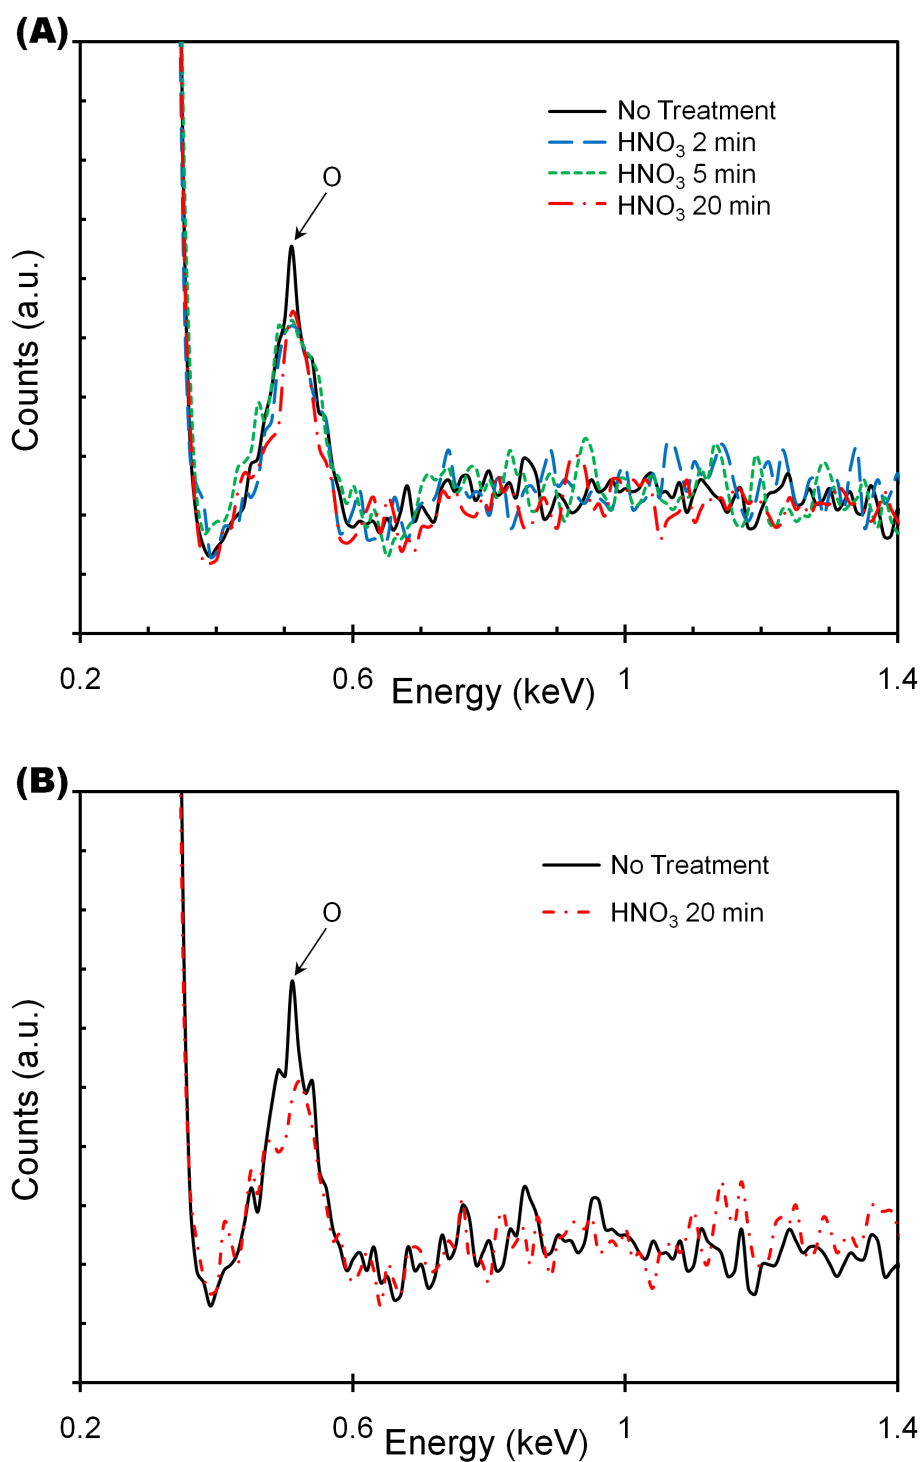 (A)
No Treatment
HNO3 2 min
HNO3 5 min
HNO3 20 min
O
Counts (a.u.)
0.2 0.6 1 1.4
Energy (keV)
(B)
No Treatment
HNO3 20 min
O
Counts (a.u.)
0.2 0.6 1 1.4
Energy (keV)